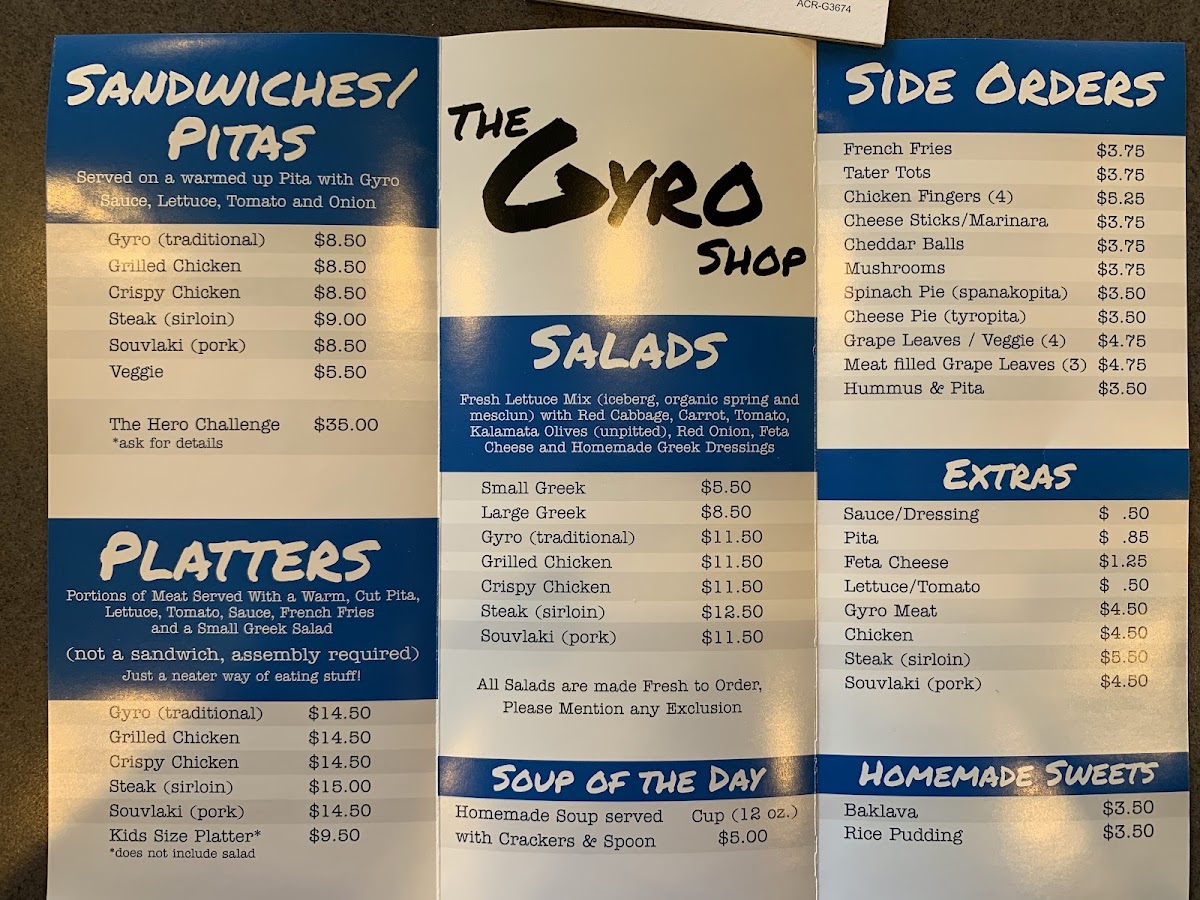 ACR-G3674
SANDWICHES/
PITAS
Served on a warmed up Pita with Gyro
Sauce, Lettuce, Tomato and Onion
Gyro (traditional) $8.50
Grilled Chicken $8.50
Crispy Chicken $8.50
Steak (sirloin) $9.00
Souvlaki (pork) $8.50
Veggie $5.50
The Hero Challenge $35.00
*ask for details
PLATTERS
Portions of Meat Served With a Warm, Cut Pita,
Lettuce, Tomato, Sauce, French Fries
and a Small Greek Salad
(not a sandwich, assembly required)
Just a neater way of eating stuff!
Gyro (traditional) $14.50
Grilled Chicken $14.50
Crispy Chicken $14.50
Steak (sirloin) $15.00
Souvlaki (pork) $14.50
Kids Size Platter* $9.50
*does not include salad
THE
GYRO
SHOP
SALADS
Fresh Lettuce Mix (iceberg, organic spring and
mesclun) with Red Cabbage, Carrot, Tomato,
Kalamata Olives (unpitted), Red Onion, Feta
Cheese and Homemade Greek Dressings
Small Greek $5.50
Large Greek $8.50
Gyro (traditional) $11.50
Grilled Chicken $11.50
Crispy Chicken $11.50
Steak (sirloin) $12.50
Souvlaki (pork) $11.50
All Salads are made Fresh to Order,
Please Mention any Exclusion
SOUP OF THE DAY
Homemade Soup served Cup (12 oz.)
with Crackers & Spoon $5.00
SIDE ORDERS
French Fries $3.75
Tater Tots $3.75
Chicken Fingers (4) $5.25
Cheese Sticks/Marinara $3.75
Cheddar Balls $3.75
Mushrooms $3.75
Spinach Pie (spanakopita) $3.50
Cheese Pie (tyropita) $3.50
Grape Leaves / Veggie (4) $4.75
Meat filled Grape Leaves (3) $4.75
Hummus & Pita $3.50
EXTRAS
Sauce/Dressing $ .50
Pita $ .85
Feta Cheese $1.25
Lettuce/Tomato $ .50
Gyro Meat $4.50
Chicken $4.50
Steak (sirloin) $5.50
Souvlaki (pork) $4.50
HOMEMADE SWEETS
Baklava $3.50
Rice Pudding $3.50